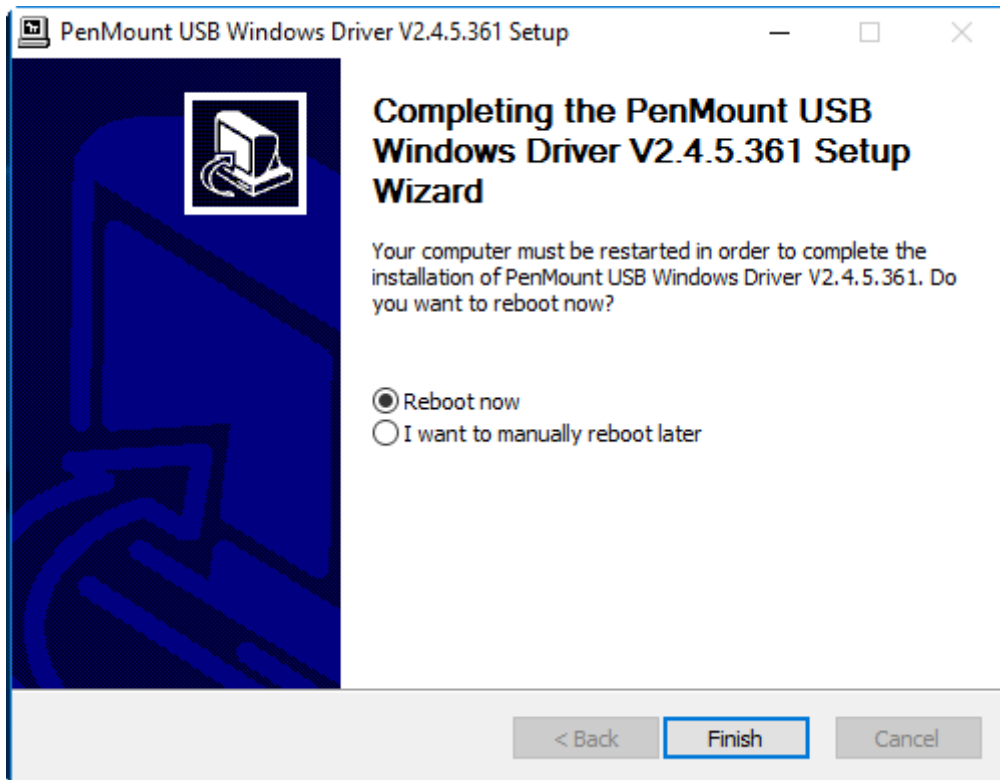 PenMount USB Windows Driver V2.4.5.361 Setup
Completing the PenMount USB
Windows Driver V2.4.5.361 Setup
Wizard
Your computer must be restarted in order to complete the
installation of PenMount USB Windows Driver V2.4.5.361. Do
you want to reboot now?
Reboot now
I want to manually reboot later
< Back
Finish
Cancel